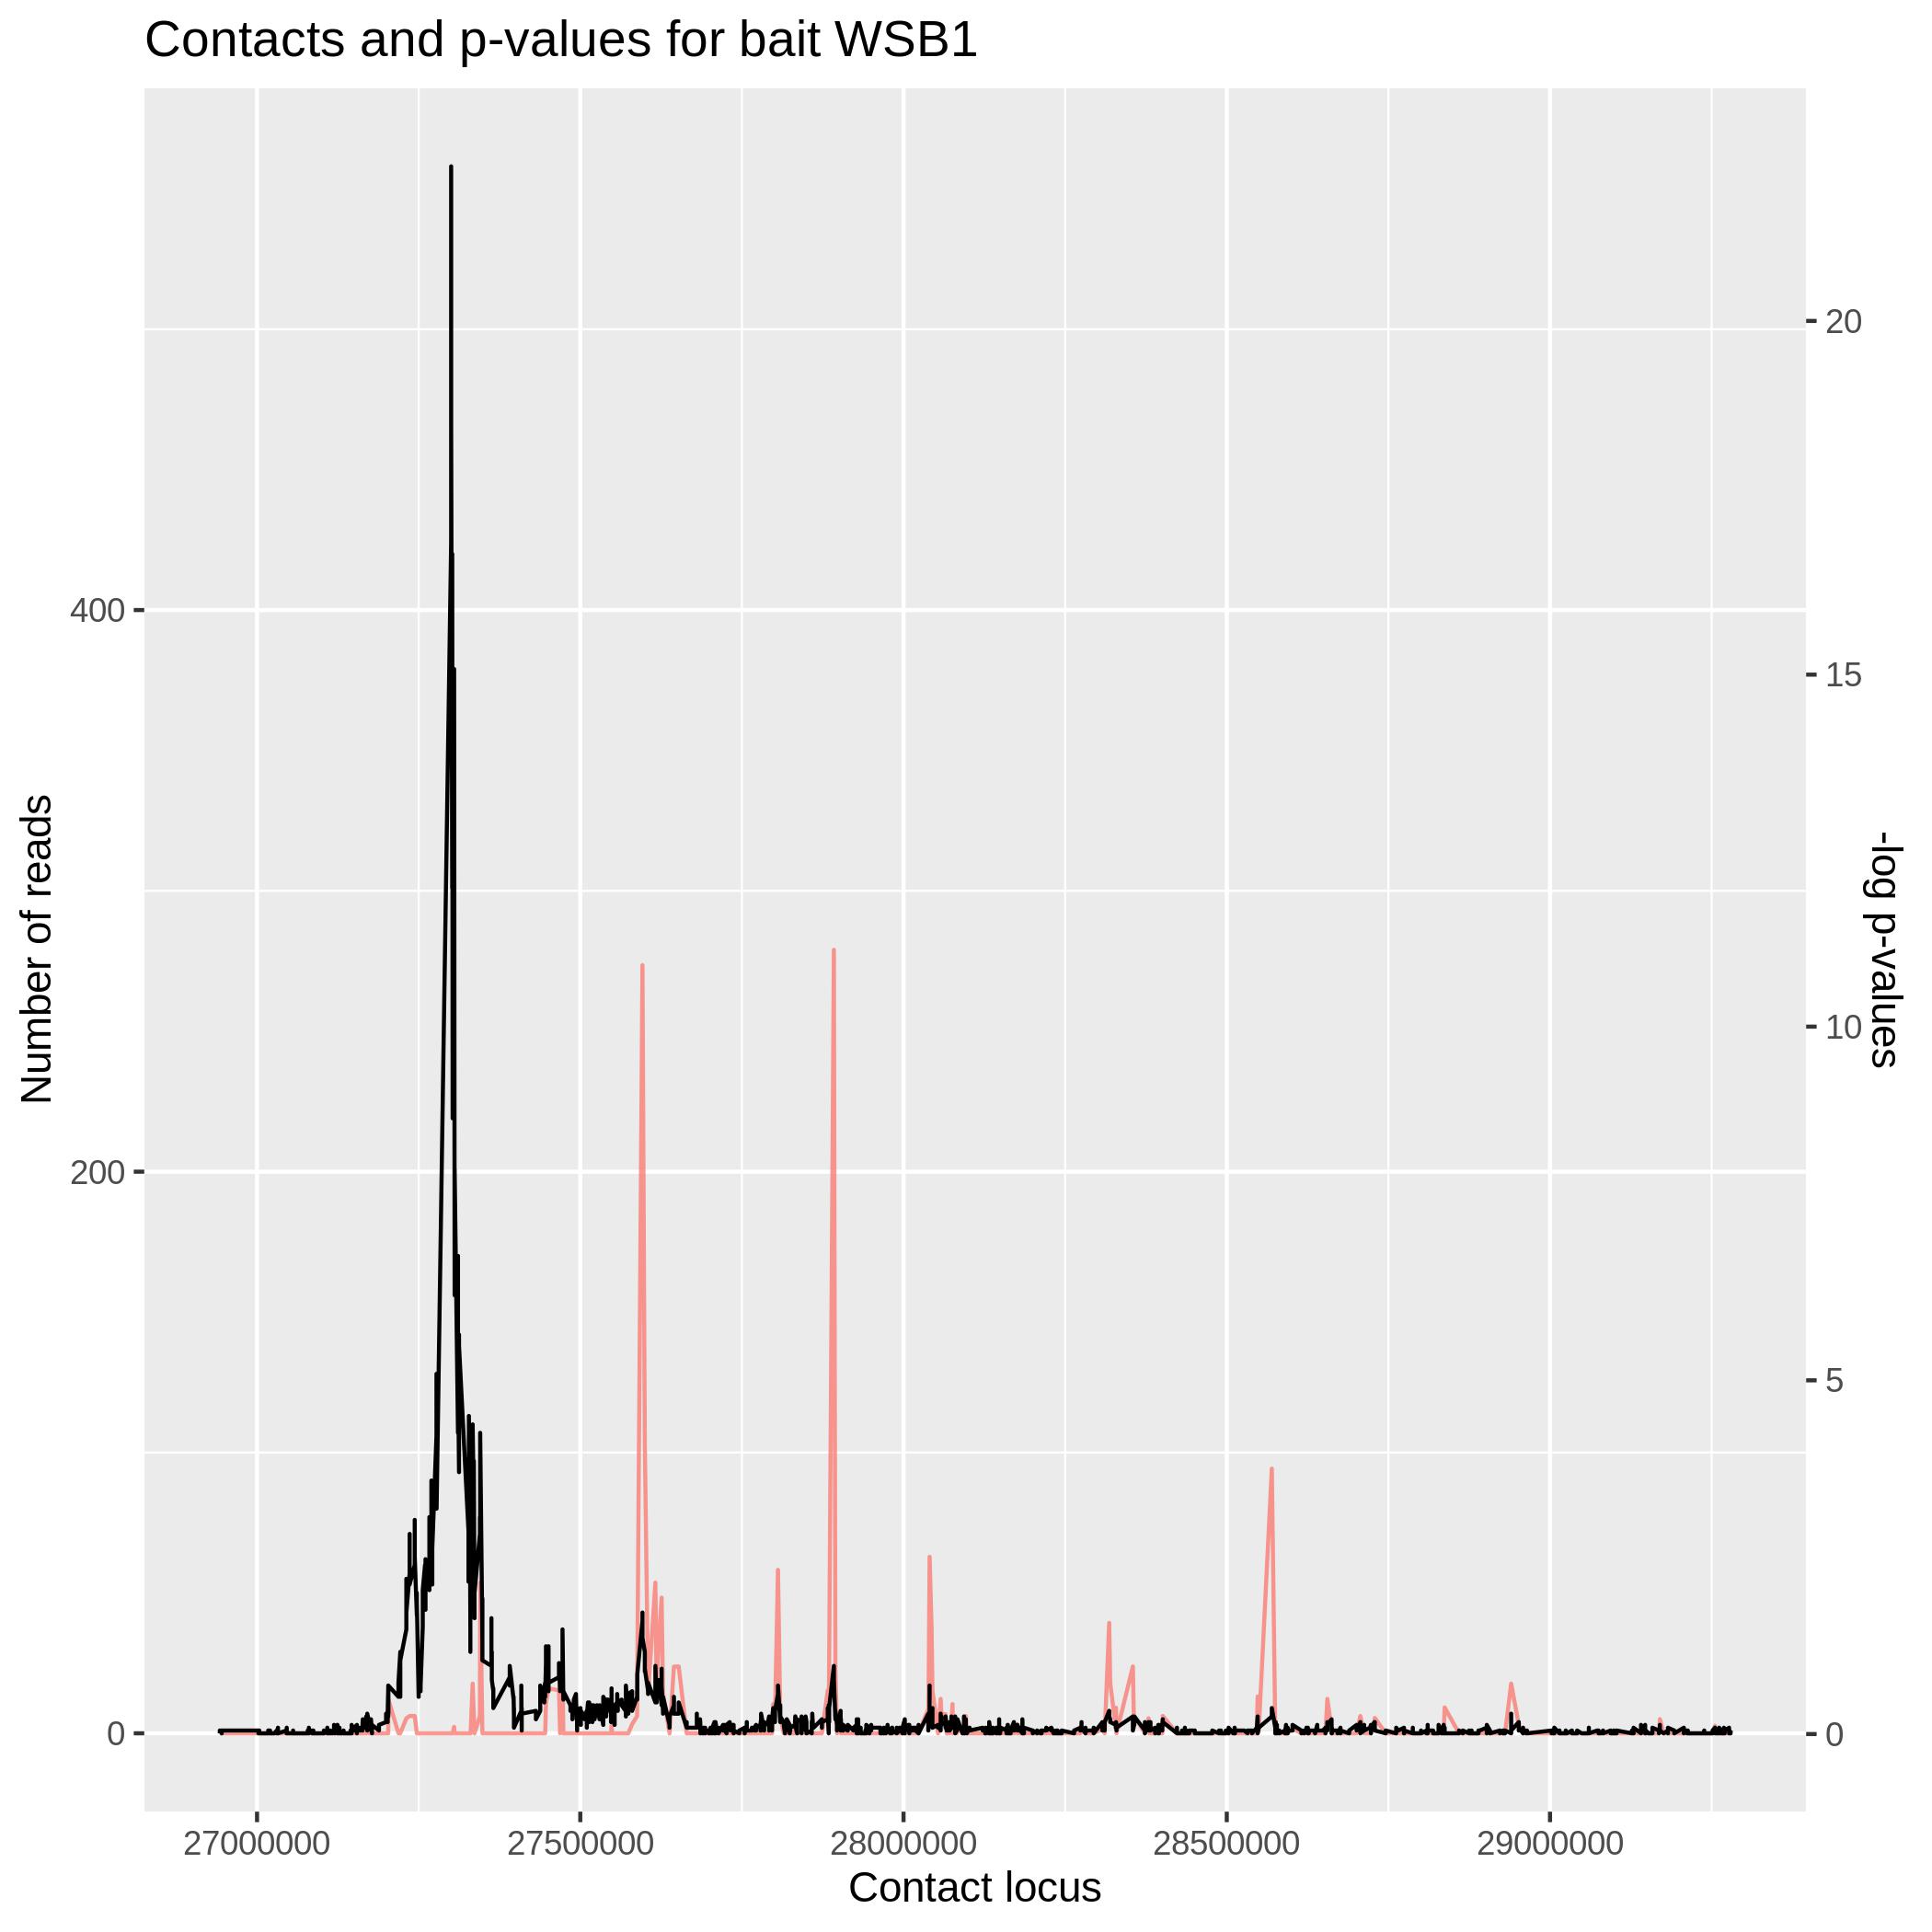 Contacts and p-values for bait WSB1
Number of reads
400
200
0
20
15
10
5
0
-log p-values
27000000 27500000 28000000 28500000 29000000
Contact locus